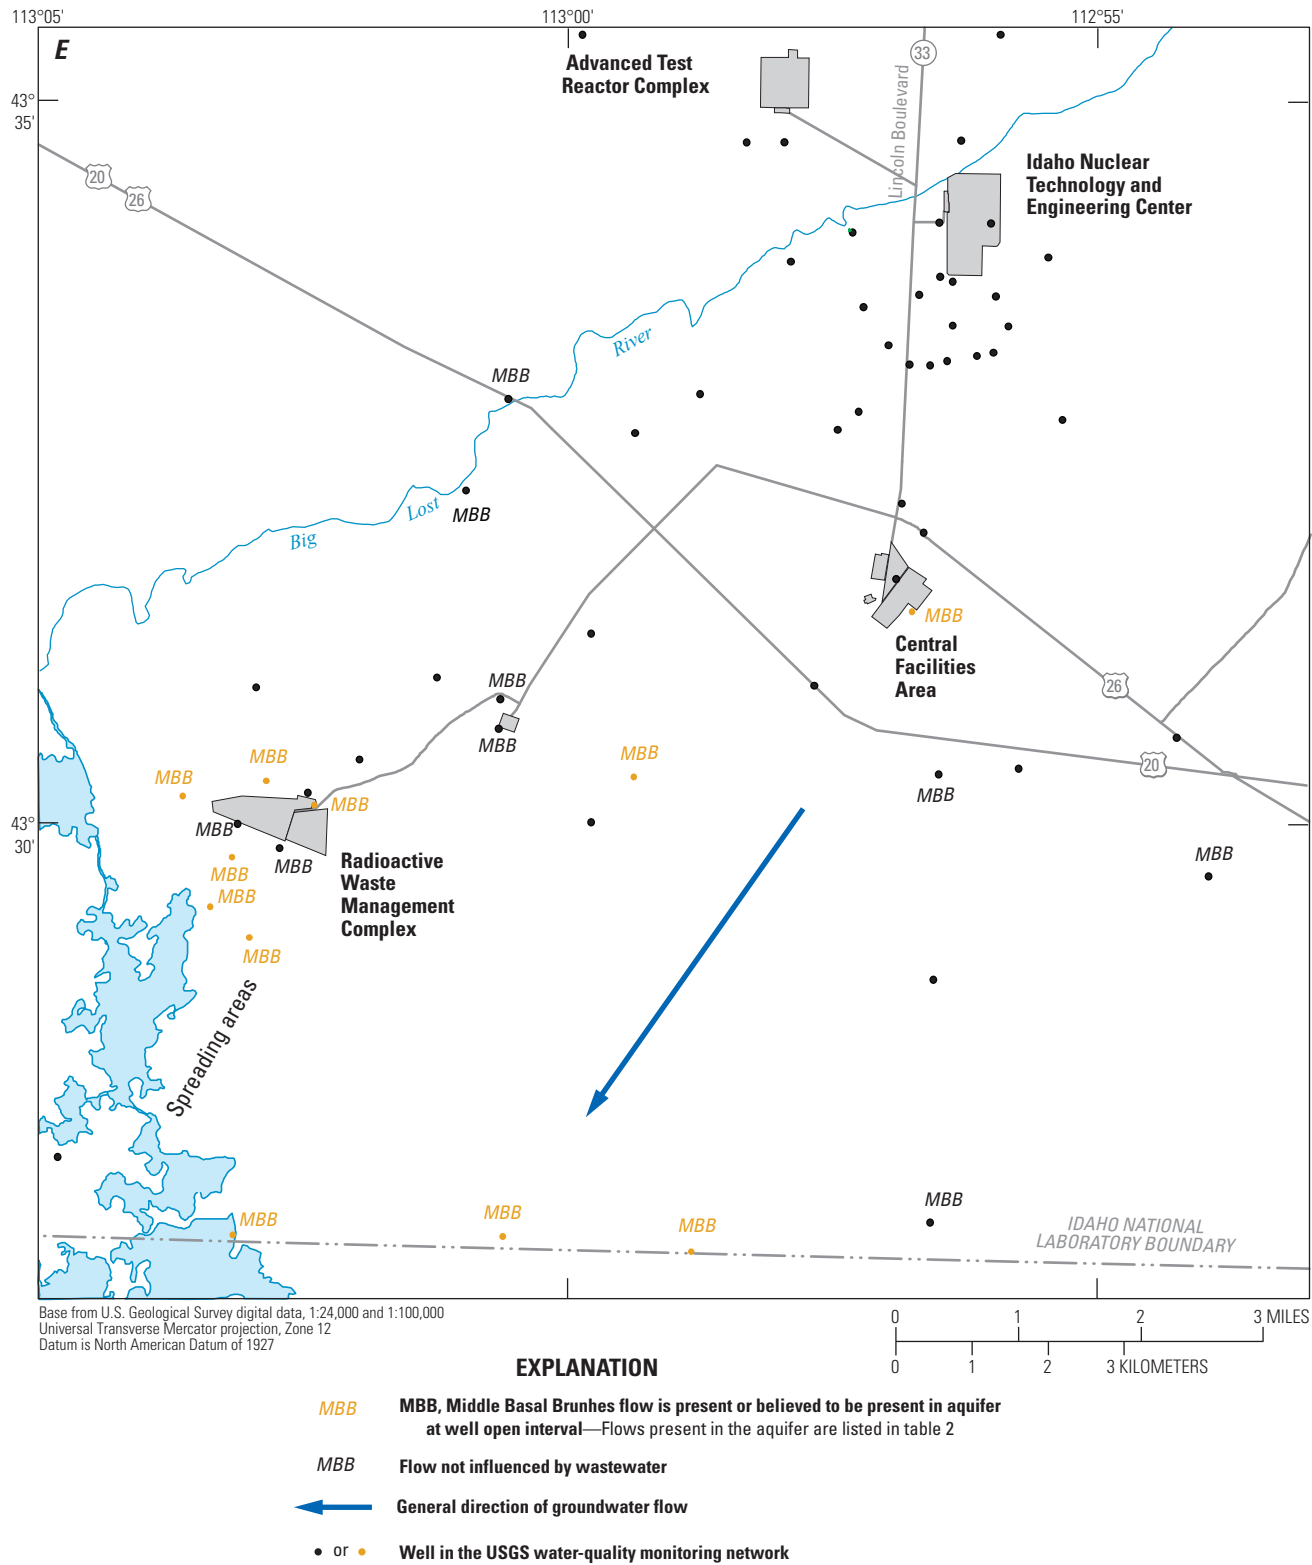 113°05'
113°00'
112°55'
E
Advanced Test
Reactor Complex
33
43°
35'
Lincoln Boulevard
Idaho Nuclear
Technology and
Engineering Center
20
26
River
MBB
Lost
MBB
Big
MBB
Central
Facilities
Area
MBB
26
MBB
MBB
MBB
MBB
20
MBB
MBB
43°
30'
MBB
MBB
MBB
Radioactive
Waste
Management
Complex
MBB
MBB
MBB
Spreading areas
MBB
MBB
MBB
MBB
IDAHO NATIONAL
LABORATORY BOUNDARY
Base from U.S. Geological Survey digital data, 1:24,000 and 1:100,000
Universal Transverse Mercator projection, Zone 12
Datum is North American Datum of 1927
0 1 2 3 MILES
0 1 2 3 KILOMETERS
EXPLANATION
MBB MBB, Middle Basal Brunhes flow is present or believed to be present in aquifer
at well open interval—Flows present in the aquifer are listed in table 2
MBB Flow not influenced by wastewater
General direction of groundwater flow
or Well in the USGS water-quality monitoring network